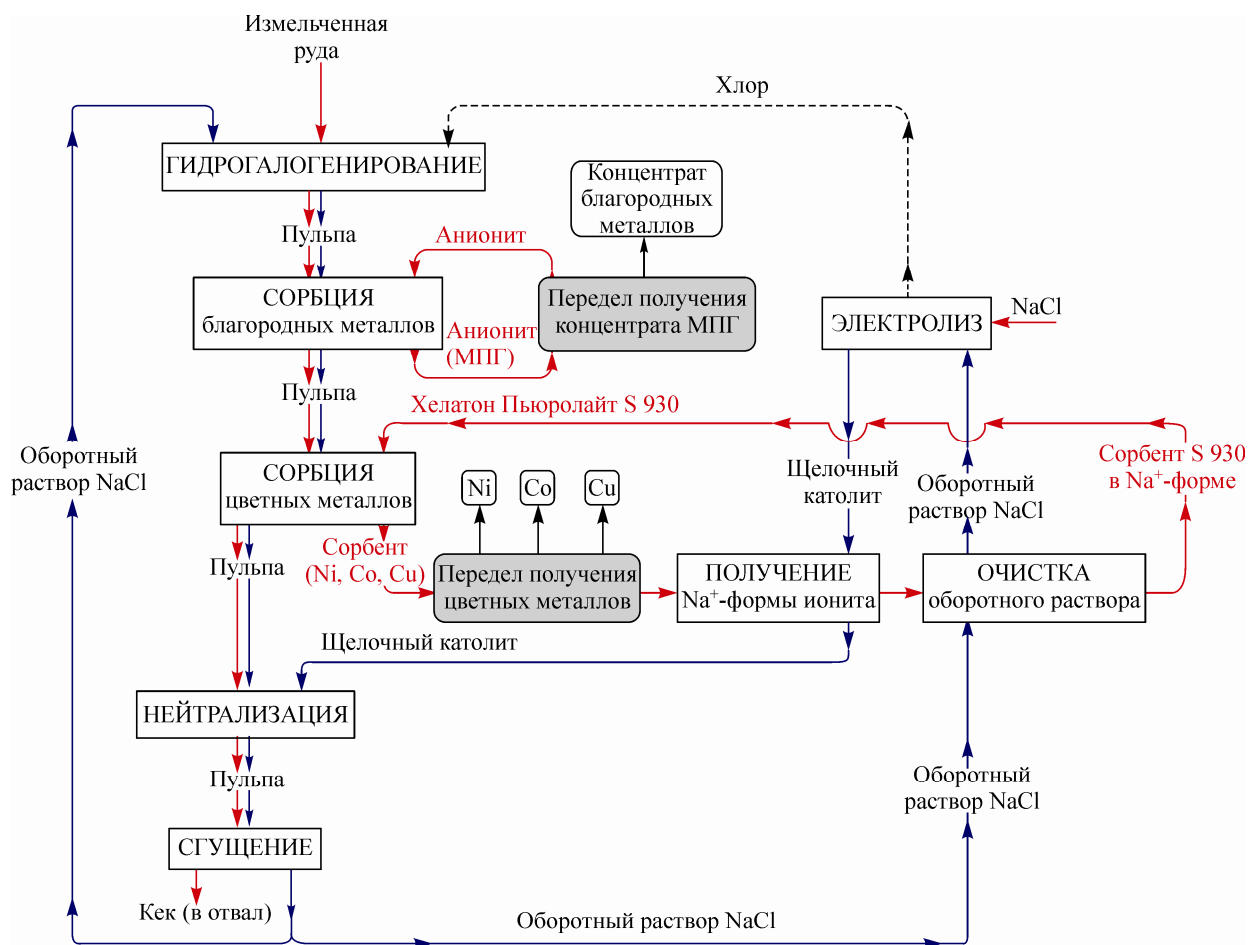 Измельченная
руда
Хлор
ГИДРОГАЛОГЕНИРОВАНИЕ
Концентрат
благородных
металлов
Пульпа
Анионит
СОРБЦИЯ
благородных металлов
Передел получения
концентрата МПГ
Анионит
(МПГ)
ЭЛЕКТРОЛИЗ
NaCl
Пульпа
Хелатон Пьюролайт S 930
Оборотный
раствор NaCl
СОРБЦИЯ
цветных металлов
Ni
Co
Cu
Щелочный
католит
Оборотный
раствор NaCl
Сорбент S 930
в Na⁺-форме
Пульпа
Сорбент
(Ni, Co, Cu)
Передел получения
цветных металлов
ПОЛУЧЕНИЕ
Na⁺-формы ионита
ОЧИСТКА
оборотного раствора
Щелочный католит
НЕЙТРАЛИЗАЦИЯ
Пульпа
Оборотный
раствор NaCl
СГУЩЕНИЕ
Кек (в отвал)
Оборотный раствор NaCl